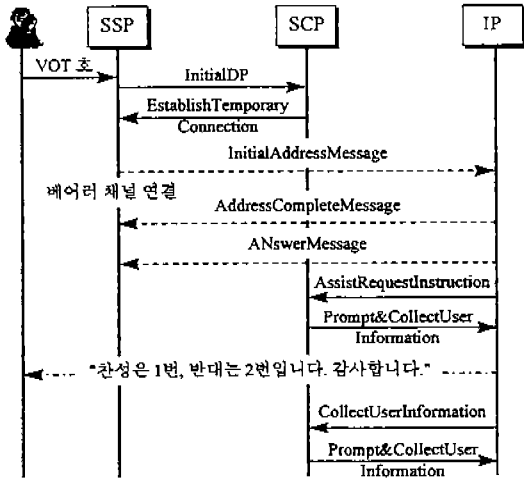 SSP
SCP
IP
VOT 호
InitialDP
EstablishTemporary
Connection
InitialAddressMessage
베어러 채널 연결
AddressCompleteMessage
ANswerMessage
AssistRequestInstruction
Prompt&CollectUser
Information
"찬성은 1번, 반대는 2번입니다. 감사합니다."
CollectUserInformation
Prompt&CollectUser
Information